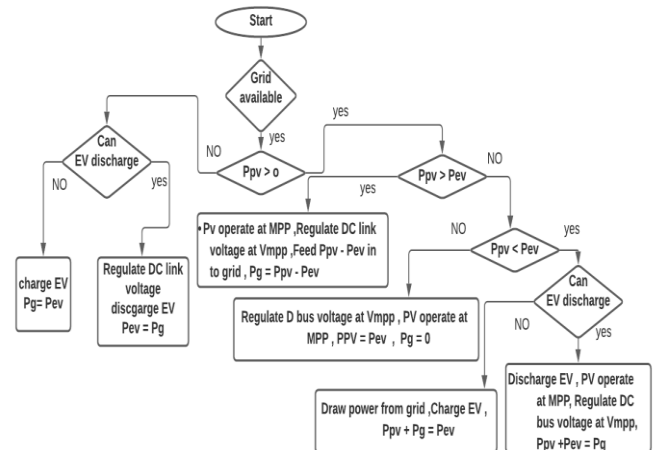 Start
Grid
available
yes
yes
Can
EV discharge
NO
Ppv > o
Ppv > Pev
NO
NO
yes
yes
• Pv operate at MPP ,Regulate DC link
voltage at Vmpp ,Feed Ppv - Pev in
to grid , Pg = Ppv - Pev
NO
yes
Ppv < Pev
charge EV
Pg= Pev
Regulate DC link
voltage
discgarge EV
Pev = Pg
Can
EV discharge
Regulate D bus voltage at Vmpp , PV operate at
MPP , PPV = Pev , Pg = 0
NO
yes
Draw power from grid ,Charge EV ,
Ppv + Pg = Pev
Discharge EV , PV operate
at MPP, Regulate DC
bus voltage at Vmpp,
Ppv +Pev = Pg